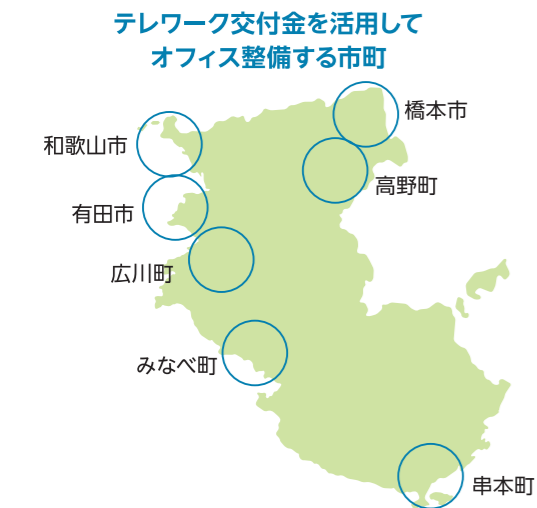 テレワーク交付金を活用して
オフィス整備する市町
橋本市
和歌山市
高野町
有田市
広川町
みなべ町
串本町